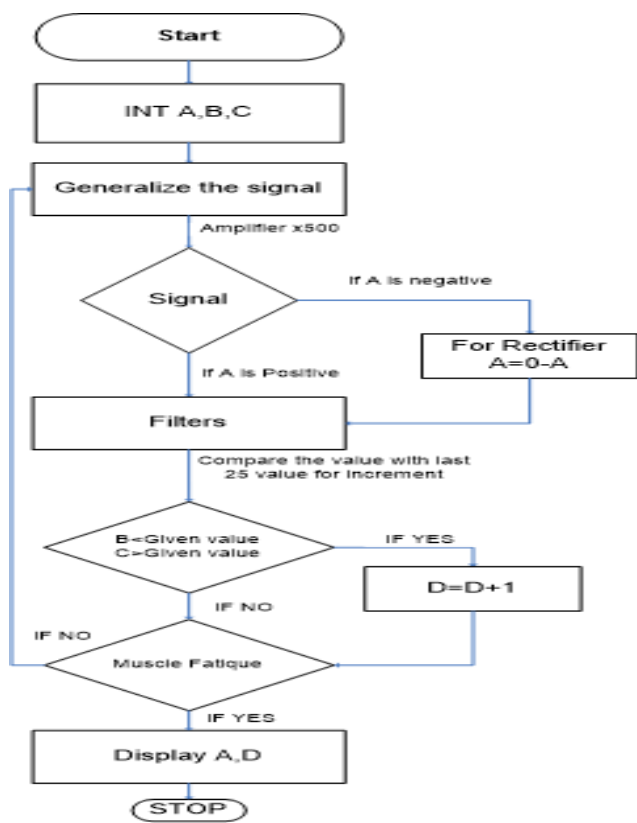 Start
INT A,B,C
Generalize the signal
Amplifier x500
Signal
If A is negative
For Rectifier
A=0-A
If A is Positive
Filters
Compare the value with last
25 value for increment
B<Given value
C>Given value
IF YES
D=D+1
IF NO
IF NO
Muscle Fatique
IF YES
Display A,D
STOP